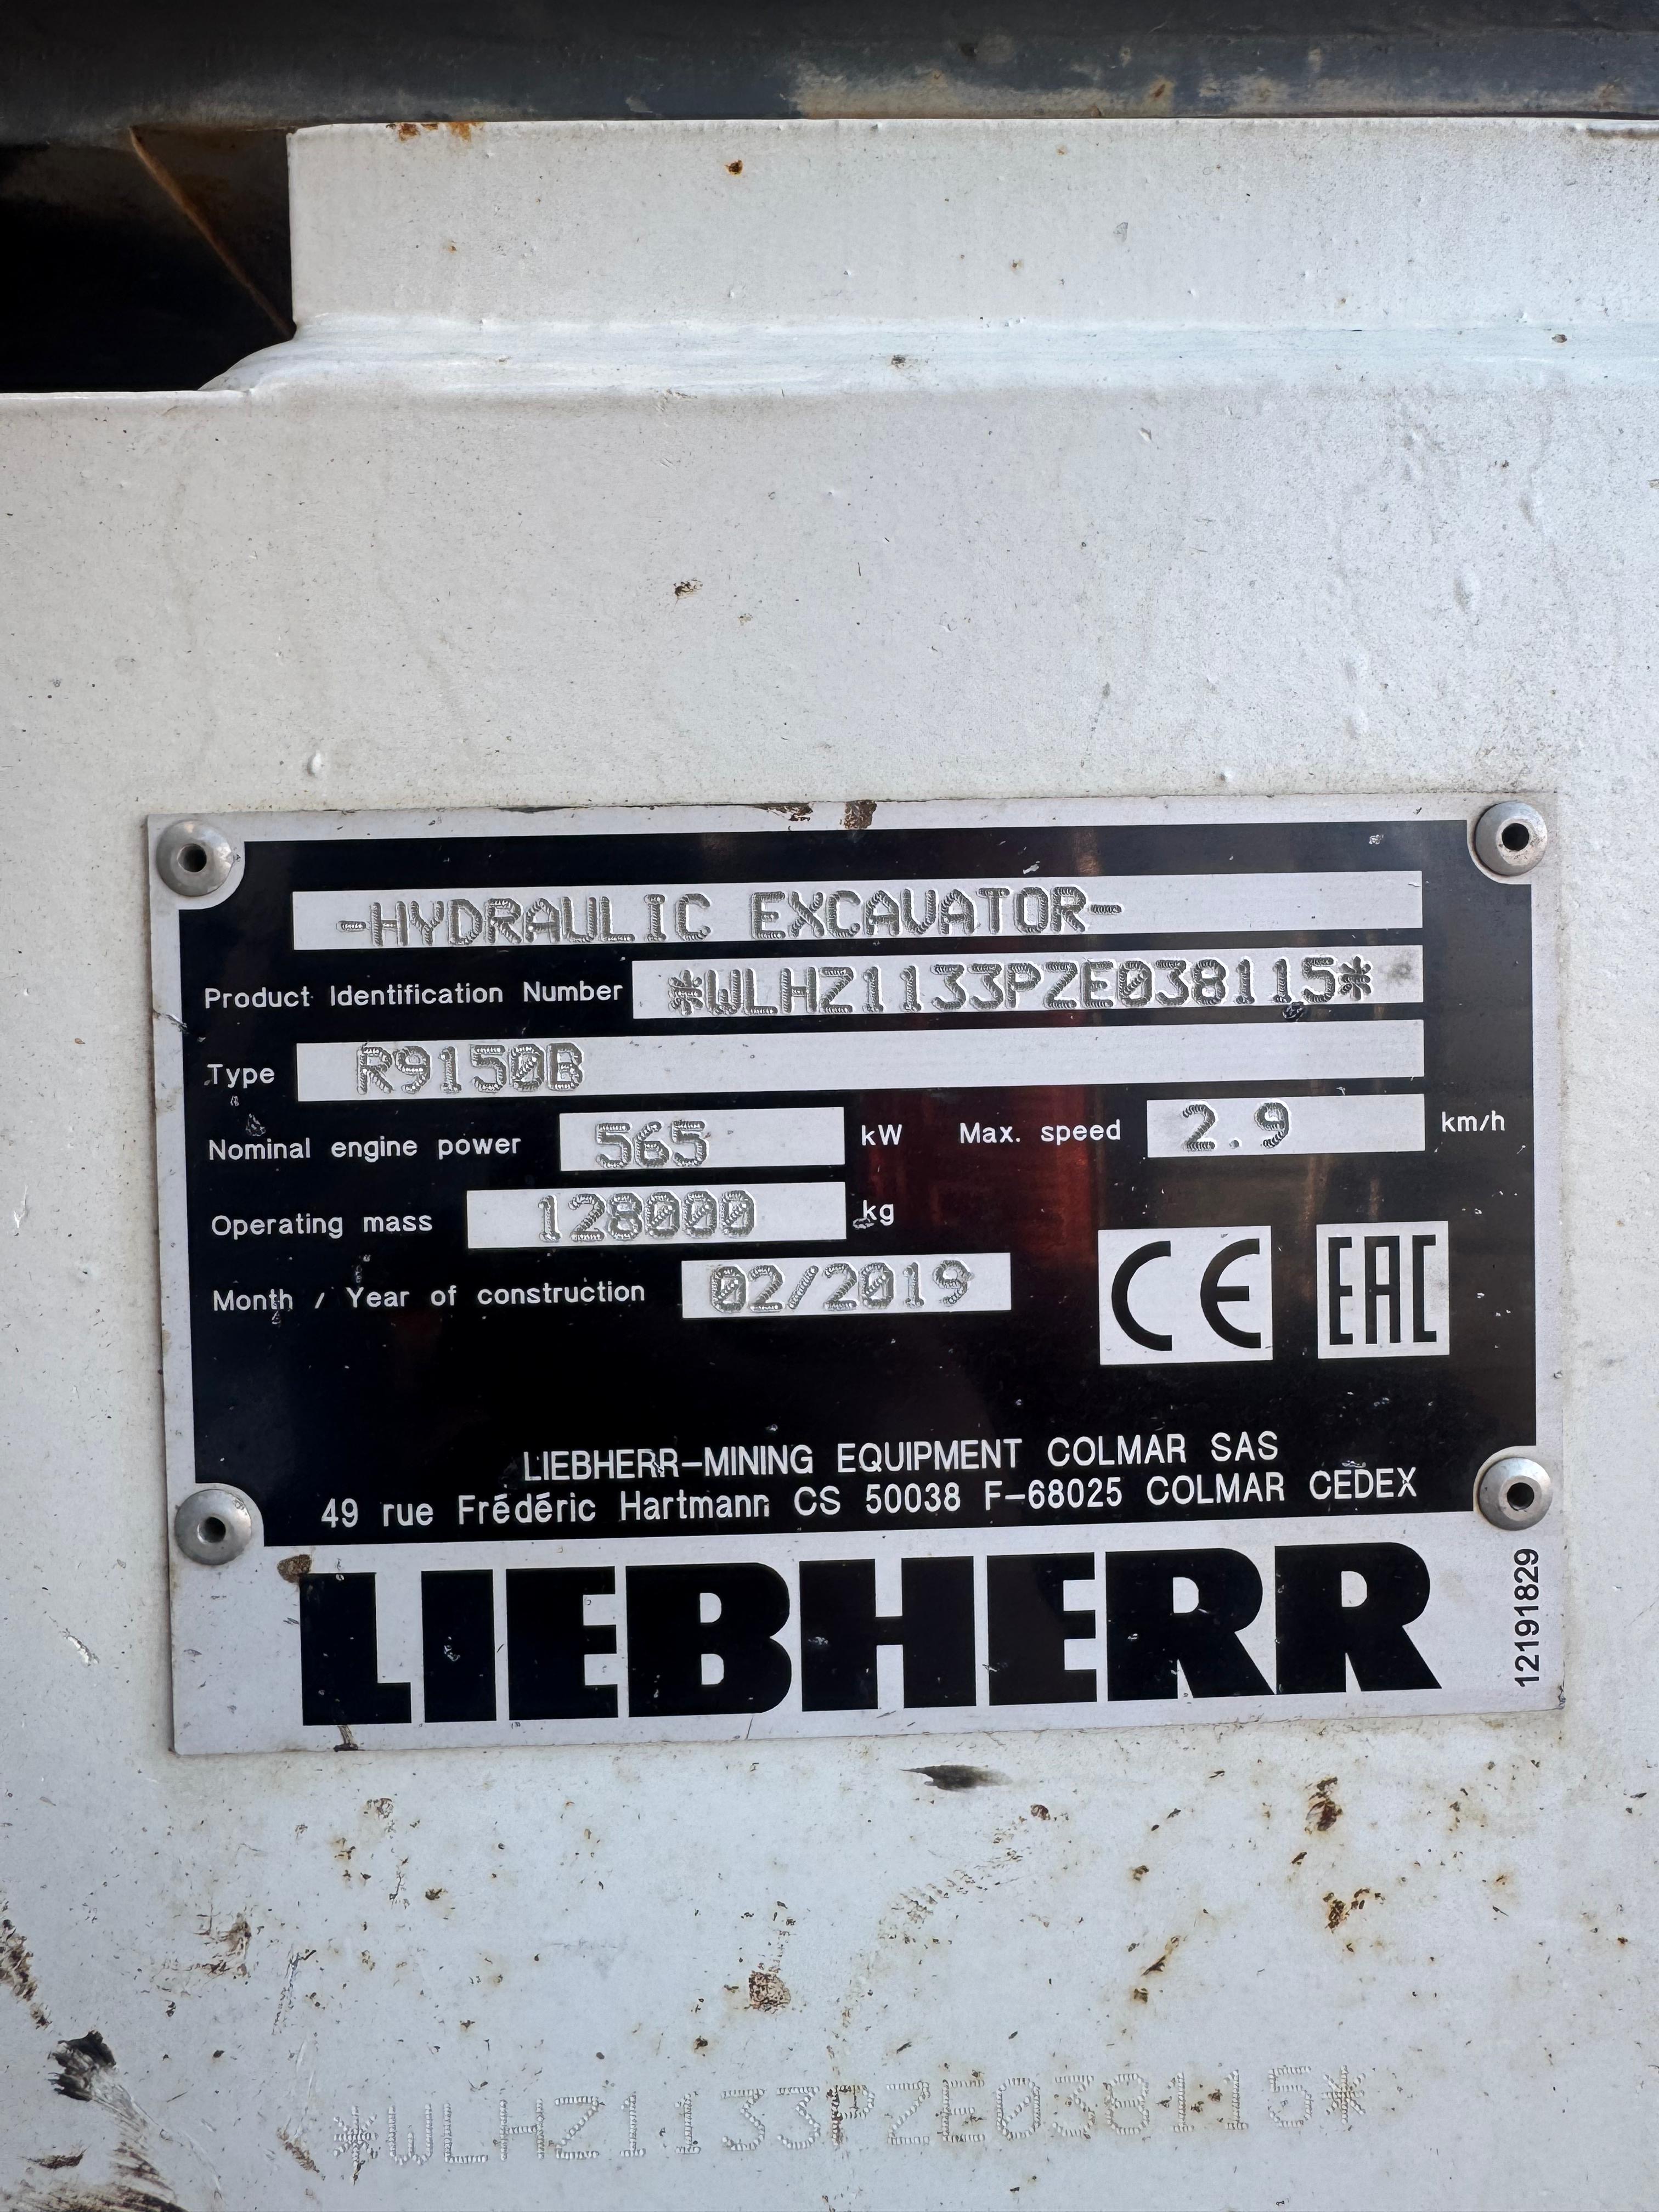 -HYDRAULIC EXCAVATOR-
Product Identification Number *WLHZ1133PZE038115*
Type R9150B
Nominal engine power 565 kW Max. speed 2.9 km/h
Operating mass 128000 kg
Month / Year of construction 02/2019
CE EAC
LIEBHERR-MINING EQUIPMENT COLMAR SAS
49 rue Frédéric Hartmann CS 50038 F-68025 COLMAR CEDEX
LIEBHERR
12191829
*WLHZ1133PZE038115*